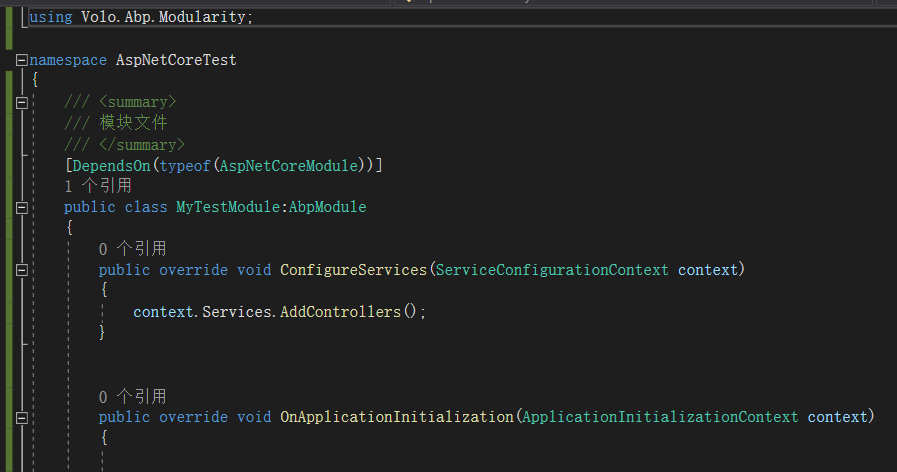 using Volo.Abp.Modularity;
namespace AspNetCoreTest
{
/// <summary>
/// 模块文件
/// </summary>
[DependsOn(typeof(AspNetCoreModule))]
1 个引用
public class MyTestModule:AbpModule
{
0 个引用
public override void ConfigureServices(ServiceConfigurationContext context)
{
context.Services.AddControllers();
}
0 个引用
public override void OnApplicationInitialization(ApplicationInitializationContext context)
{